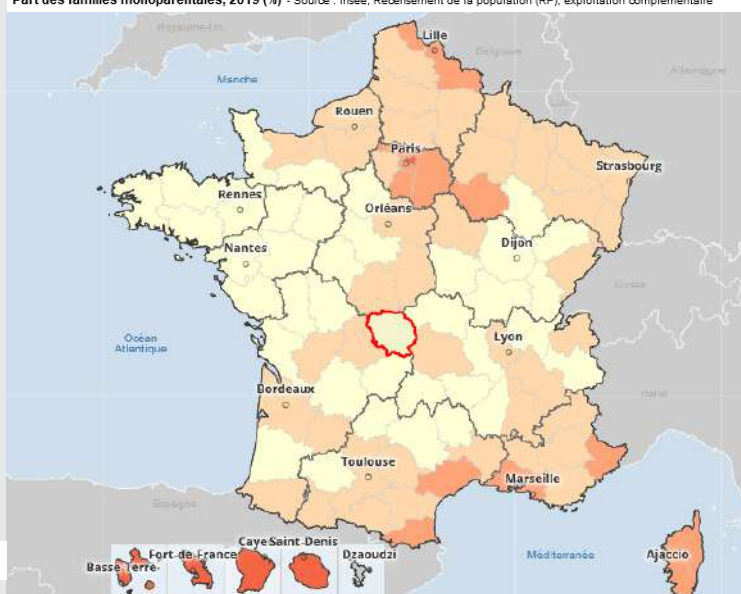 Part des familles monoparentales, 2019 (%) - Source : Insee, Recensement de la population (RP), exploitation complémentaire
Royaume-Uni
Lille
Belgique
Manche
Allemagne
Rouen
Paris
Strasbourg
Rennes
Orléans
Nantes
Dijon
Suisse
Océan
Atlantique
Lyon
Italie
Bordeaux
Toulouse
Marseille
Espagne
Basse-Terre
Fort-de-France
Caye
Saint-Denis
Dzaoudzi
Méditerranée
Ajaccio